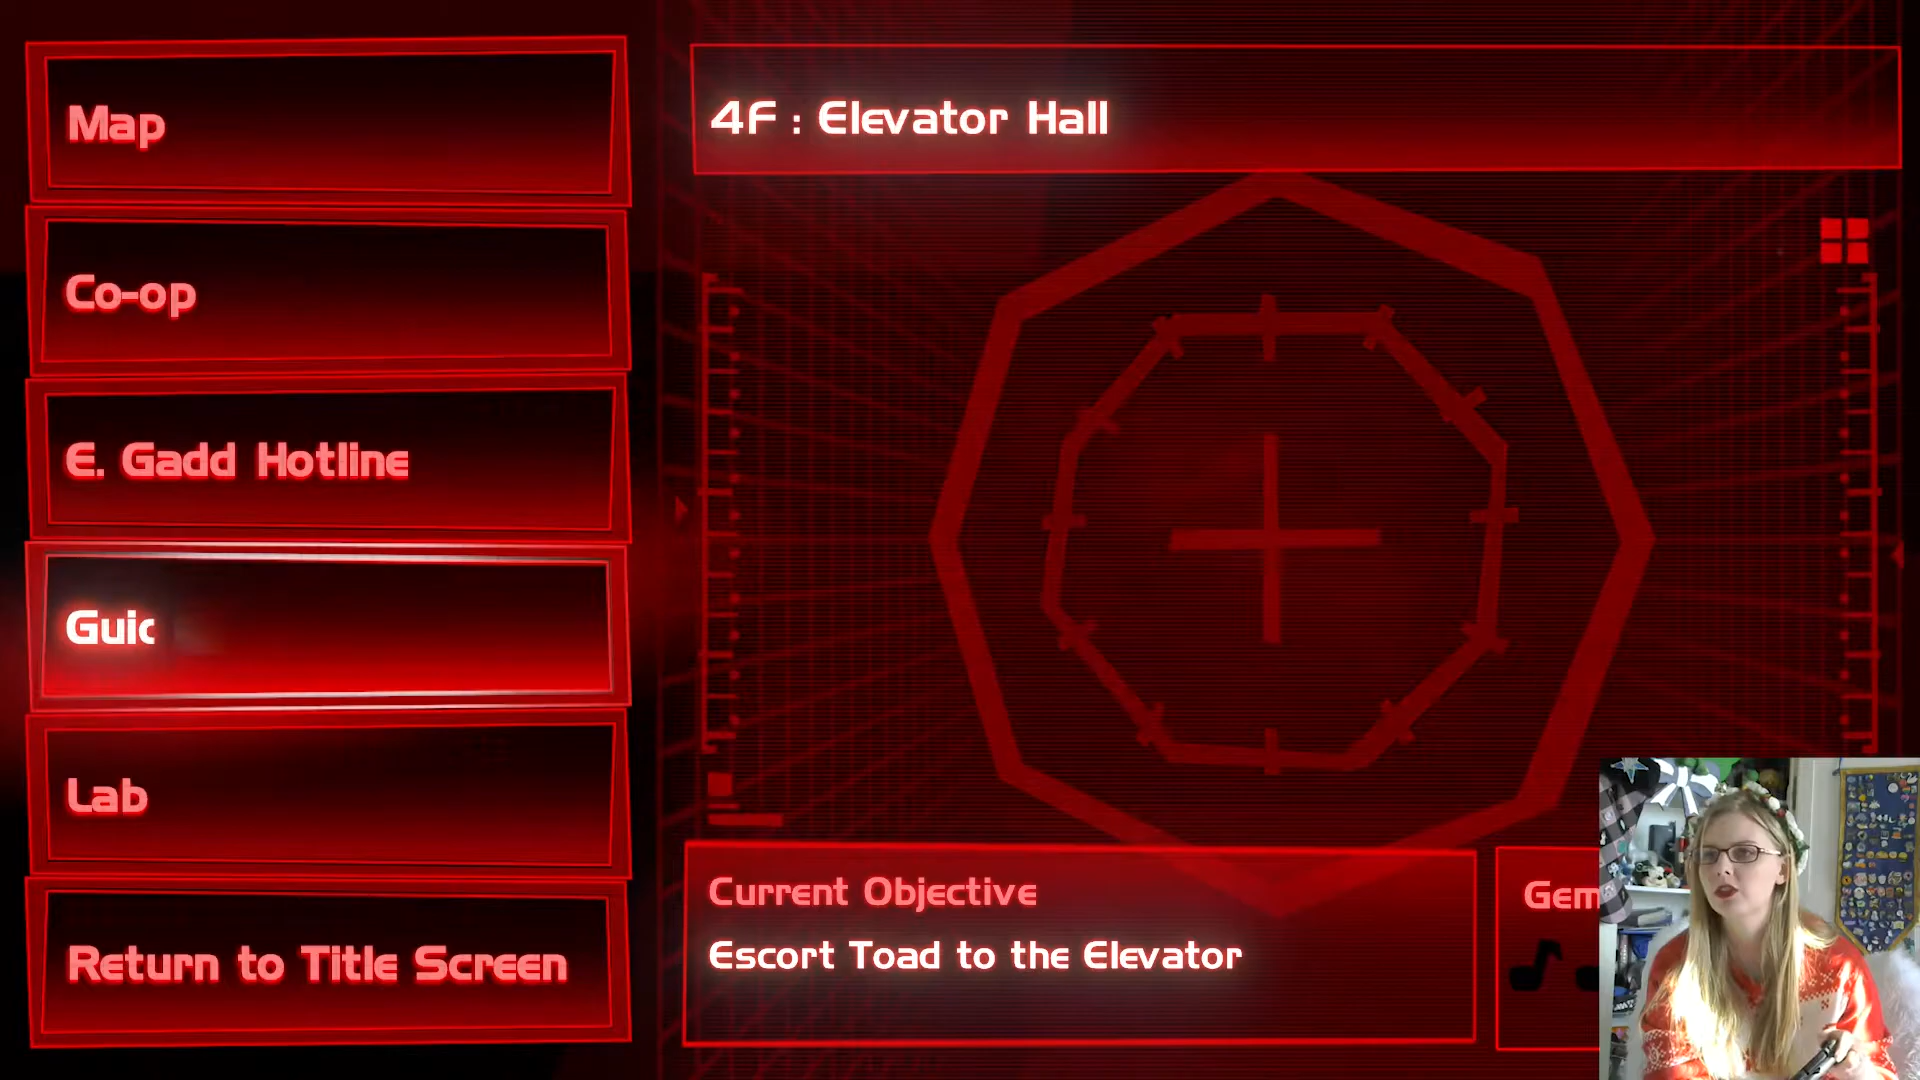 Map
Co-op
E. Gadd Hotline
Guic
Lab
Return to Title Screen
4F : Elevator Hall
Current Objective
Escort Toad to the Elevator
Gem